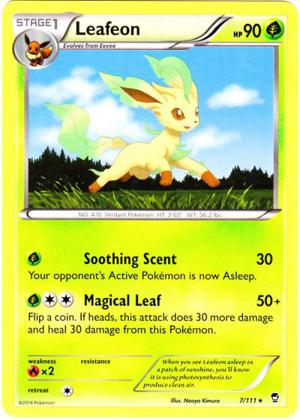 STAGE1 Leafeon HP 90
Evolves from Eevee
NO. 470 Verdant Pokémon HT: 3'03" WT: 56.2 lbs.
Soothing Scent 30
Your opponent's Active Pokémon is now Asleep.
Magical Leaf 50+
Flip a coin. If heads, this attack does 30 more damage
and heal 30 damage from this Pokémon.
weakness resistance
×2
retreat
When you see Leafeon asleep
in a patch of sunshine, you'll know
it is using photosynthesis to
produce clean air.
©2014 Pokémon Illus. Naoyo Kimura 7/111 ★